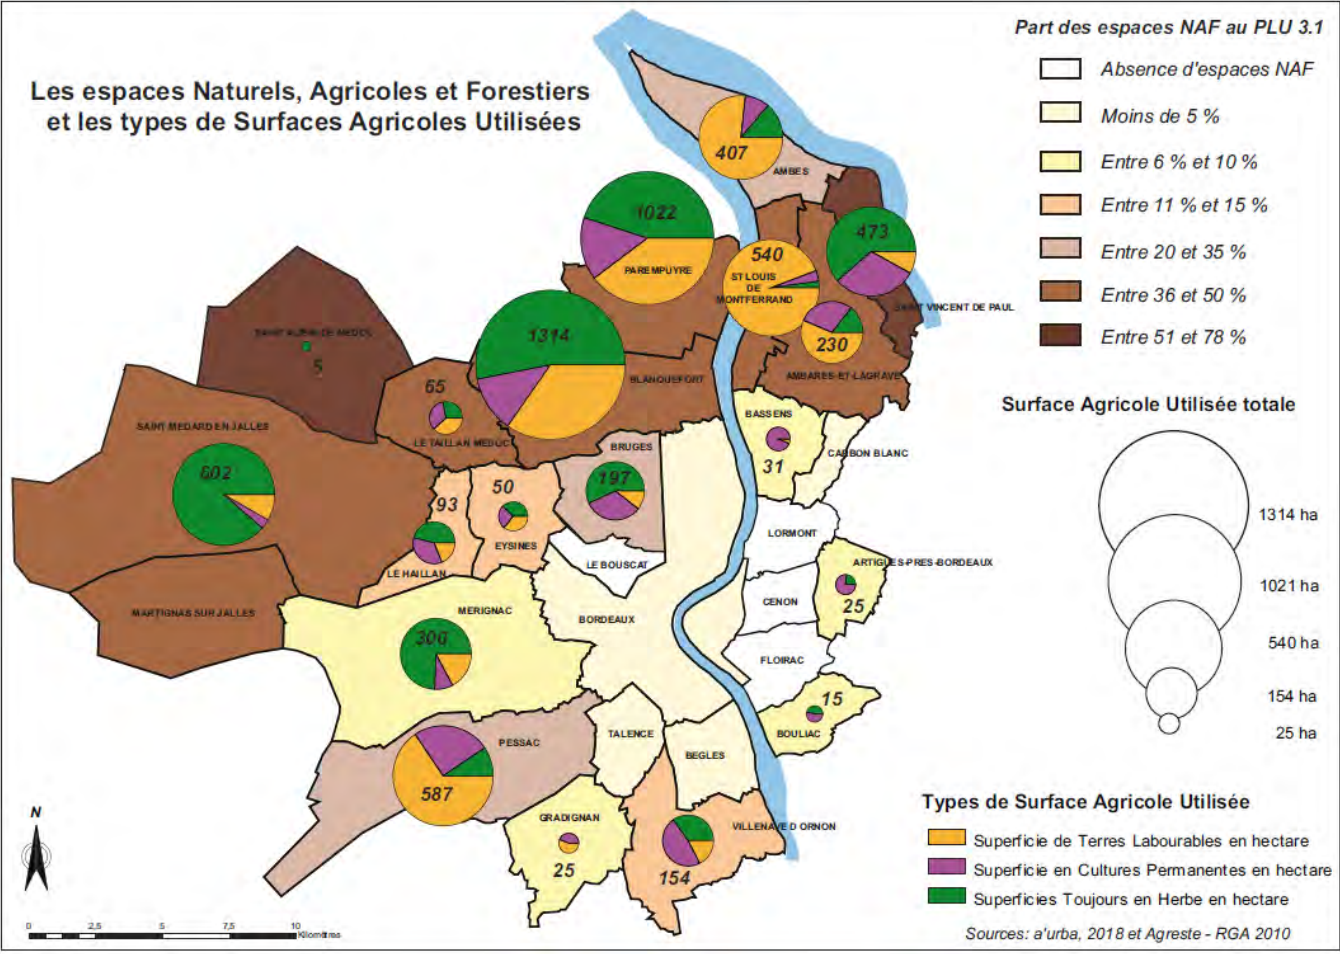 Les espaces Naturels, Agricoles et Forestiers
et les types de Surfaces Agricoles Utilisées
Part des espaces NAF au PLU 3.1
Absence d'espaces NAF
Moins de 5 %
Entre 6 % et 10 %
Entre 11 % et 15 %
Entre 20 et 35 %
Entre 36 et 50 %
Entre 51 et 78 %
Surface Agricole Utilisée totale
1314 ha
1021 ha
540 ha
154 ha
25 ha
Types de Surface Agricole Utilisée
Superficie de Terres Labourables en hectare
Superficie en Cultures Permanentes en hectare
Superficies Toujours en Herbe en hectare
Sources: a'urba, 2018 et Agreste - RGA 2010
407
AMBES
1022
PAREMPUYRE
473
540
ST LOUIS
DE
MONTFERRAND
SAINT VINCENT DE PAUL
230
AMBARES-ET-LAGRAVE
1314
BLANQUEFORT
SAINT AUBIN DE MEDOC
5
65
LE TAILLAN MEDOC
SAINT MEDARD EN JALLES
602
BASSENS
31
CARBON BLANC
BRUGES
197
93
LE HAILLAN
50
EYSINES
LE BOUSCAT
LORMONT
ARTIGUES-PRES-BORDEAUX
25
CENON
MARTIGNAS SUR JALLES
MERIGNAC
306
BORDEAUX
FLOIRAC
15
BOULIAC
PESSAC
587
TALENCE
BEGLES
GRADIGNAN
25
VILLENAVE D ORNON
154
N
0 2,5 5 7,5 10
Kilomètres